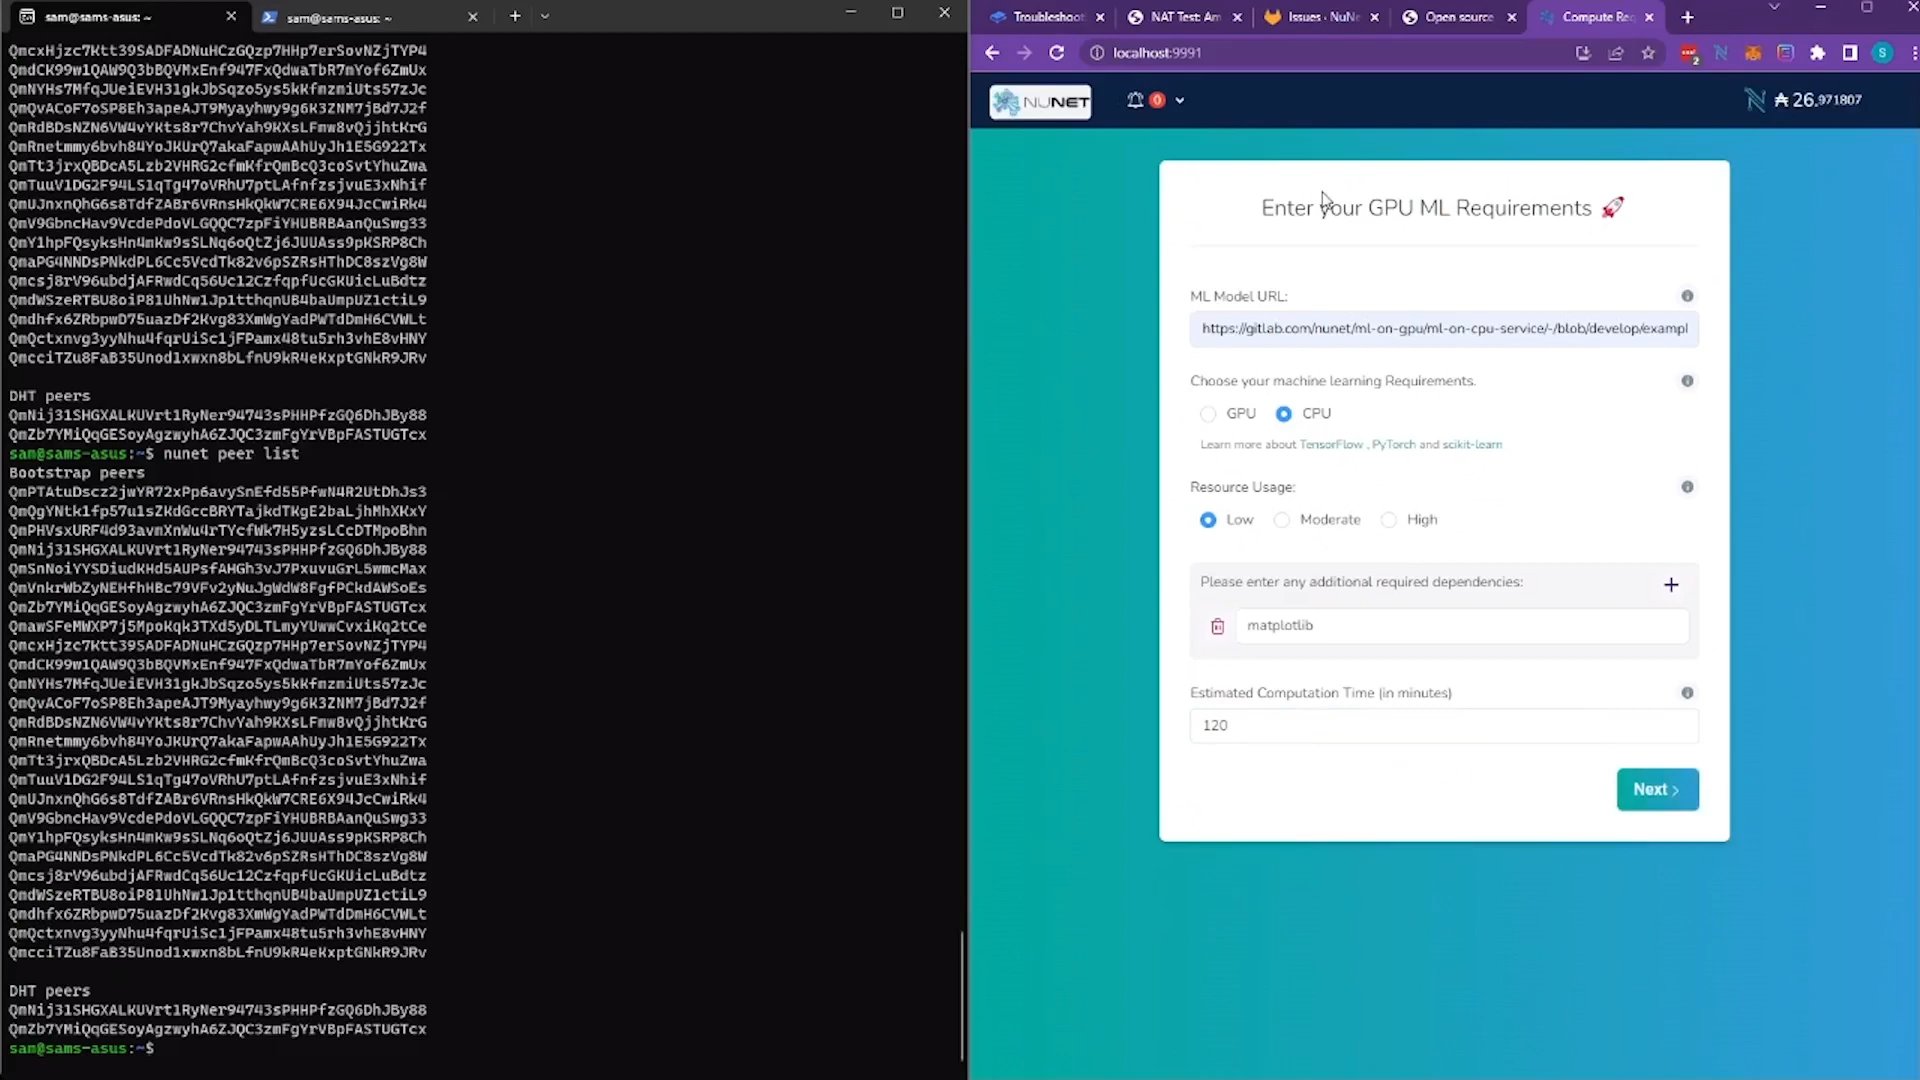 sam@sams-asus: ~
sam@sams-asus: ~
QmcxHjzc7Ktt39SADFADNuHCzGQzp7HHp7erSovNZjTYP4
QmdCK99w1QAW9Q3bBQVMxEnf947FxQdwaTbR7mYof6ZmUx
QmNYHs7MfqJUeiEVH31gkJbSqzo5ys5kKfmzmiUts57zJc
QmQvACoF7oSP8Eh3apeAJT9Myayhwy9g6K3ZNM7jBd7J2f
QmRdBDsNZN6VW4vYKts8r7ChvYah9KXsLFmw8vQjjhtKrG
QmRnetmmy6bvh84YoJKUrQ7akaFapwAAhUyJh1E5G922Tx
QmTt3jrxQBDcA5Lzb2VHRG2cfmKfrQmBcQ3coSvtYhuZwa
QmTuuV1DG2F94LS1qTg47oVRhU7ptLAfnfzsjvuE3xNhif
QmUJnxnQhG6s8TdfZABr6VRnsHkQkW7CRE6X94JcCwiRk4
QmV9GbncHav9VcdePdoVLGQQC7zpFiYHUBRBAanQuSwg33
QmY1hpFQsyksHn4mKw9sSLNq6oQtZj6JUUAss9pKSRP8Ch
QmaPG4NNDsPNkdPL6Cc5VcdTk82v6pSZRsHThDC8szVg8W
Qmcsj8rV96ubdjAFRwdCq56Uc12CzfqpfUcGKUicLuBdtz
QmdWSzeRTBU8oiP81UhNw1Jp1tthqnUB4baUmpUZ1ctiL9
Qmdhfx6ZRbpwD75uazDf2Kvg83XmWgYadPWTdDmH6CVWLt
QmQctxnvg3yyNhu4fqrUiSc1jFPamx48tu5rh3vhE8vHNY
QmcciTZu8FaB35Unod1xwxn8bLfnU9kR4eKxptGNkR9JRv
DHT peers
QmNij31SHGXALKUVrt1RyNer94743sPHHPfzGQ6DhJBy88
QmZb7YMiQqGESoyAgzwyhA6ZJQC3zmFgYrVBpFASTUGTcx
sam@sams-asus:~$ nunet peer list
Bootstrap peers
QmPTAtuDscz2jwYR72xPp6avySnEfd55PfwN4R2UtDhJs3
QmQgYNtk1fp57u1sZKdGccBRYTajkdTKgE2baLjhMhXKxY
QmPHVsxURF4d93avmXnWu4rTYcfWk7H5yzsLCcDTMpoBhn
QmNij31SHGXALKUVrt1RyNer94743sPHHPfzGQ6DhJBy88
QmSnNoiYYSDiudKHd5AUPsfAHGh3vJ7PxuvuGrL5wmcMax
QmVnkrWbZyNEHfhHBc79VFv2yNuJgWdW8FgfPCkdAWSoEs
QmZb7YMiQqGESoyAgzwyhA6ZJQC3zmFgYrVBpFASTUGTcx
QmawSFeMWXP7j5MpoKqk3TXd5yDLTLmyYUwwCvxiKq2tCe
QmcxHjzc7Ktt39SADFADNuHCzGQzp7HHp7erSovNZjTYP4
QmdCK99w1QAW9Q3bBQVMxEnf947FxQdwaTbR7mYof6ZmUx
QmNYHs7MfqJUeiEVH31gkJbSqzo5ys5kKfmzmiUts57zJc
QmQvACoF7oSP8Eh3apeAJT9Myayhwy9g6K3ZNM7jBd7J2f
QmRdBDsNZN6VW4vYKts8r7ChvYah9KXsLFmw8vQjjhtKrG
QmRnetmmy6bvh84YoJKUrQ7akaFapwAAhUyJh1E5G922Tx
QmTt3jrxQBDcA5Lzb2VHRG2cfmKfrQmBcQ3coSvtYhuZwa
QmTuuV1DG2F94LS1qTg47oVRhU7ptLAfnfzsjvuE3xNhif
QmUJnxnQhG6s8TdfZABr6VRnsHkQkW7CRE6X94JcCwiRk4
QmV9GbncHav9VcdePdoVLGQQC7zpFiYHUBRBAanQuSwg33
QmY1hpFQsyksHn4mKw9sSLNq6oQtZj6JUUAss9pKSRP8Ch
QmaPG4NNDsPNkdPL6Cc5VcdTk82v6pSZRsHThDC8szVg8W
Qmcsj8rV96ubdjAFRwdCq56Uc12CzfqpfUcGKUicLuBdtz
QmdWSzeRTBU8oiP81UhNw1Jp1tthqnUB4baUmpUZ1ctiL9
Qmdhfx6ZRbpwD75uazDf2Kvg83XmWgYadPWTdDmH6CVWLt
QmQctxnvg3yyNhu4fqrUiSc1jFPamx48tu5rh3vhE8vHNY
QmcciTZu8FaB35Unod1xwxn8bLfnU9kR4eKxptGNkR9JRv
DHT peers
QmNij31SHGXALKUVrt1RyNer94743sPHHPfzGQ6DhJBy88
QmZb7YMiQqGESoyAgzwyhA6ZJQC3zmFgYrVBpFASTUGTcx
sam@sams-asus:~$
Troubleshoot
NAT Test: Am
Issues · NuNe
Open source
Compute Req
localhost:9991
2
S
NUNET
0
₳ 26.971807
Enter your GPU ML Requirements 🚀
ML Model URL:
https://gitlab.com/nunet/ml-on-gpu/ml-on-cpu-service/-/blob/develop/exampl
Choose your machine learning Requirements.
GPU CPU
Learn more about TensorFlow , PyTorch and scikit-learn
Resource Usage:
Low Moderate High
Please enter any additional required dependencies: +
matplotlib
Estimated Computation Time (in minutes)
120
Next >